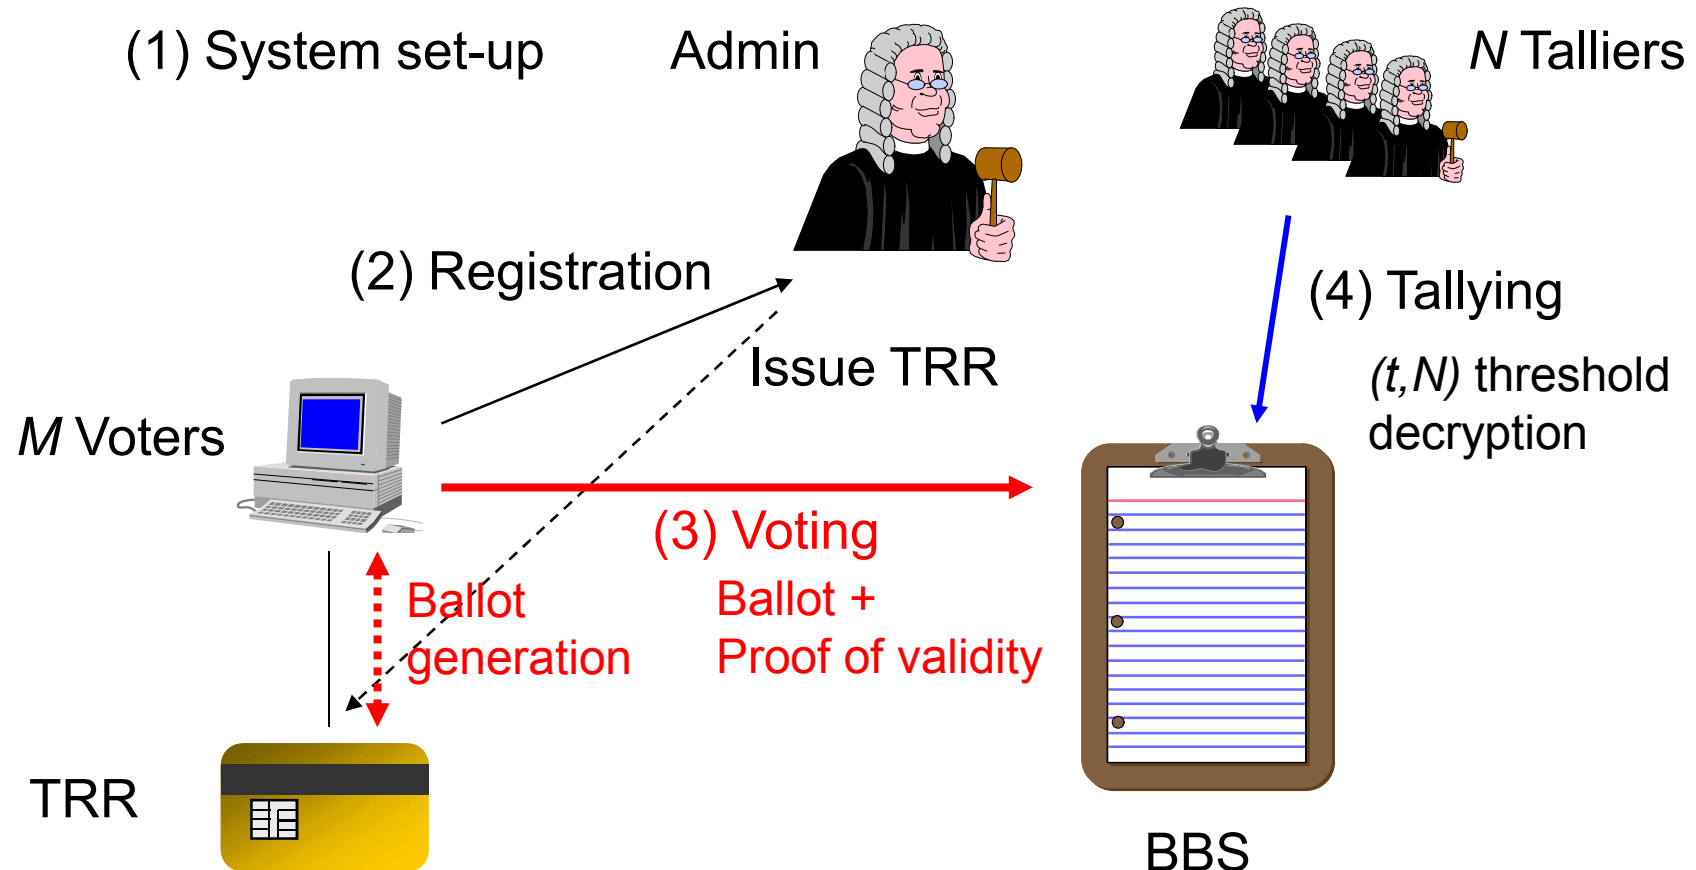 (1) System set-up
Admin
N Talliers
(2) Registration
(4) Tallying
Issue TRR
(t,N) threshold
decryption
M Voters
(3) Voting
Ballot
generation
Ballot +
Proof of validity
TRR
BBS